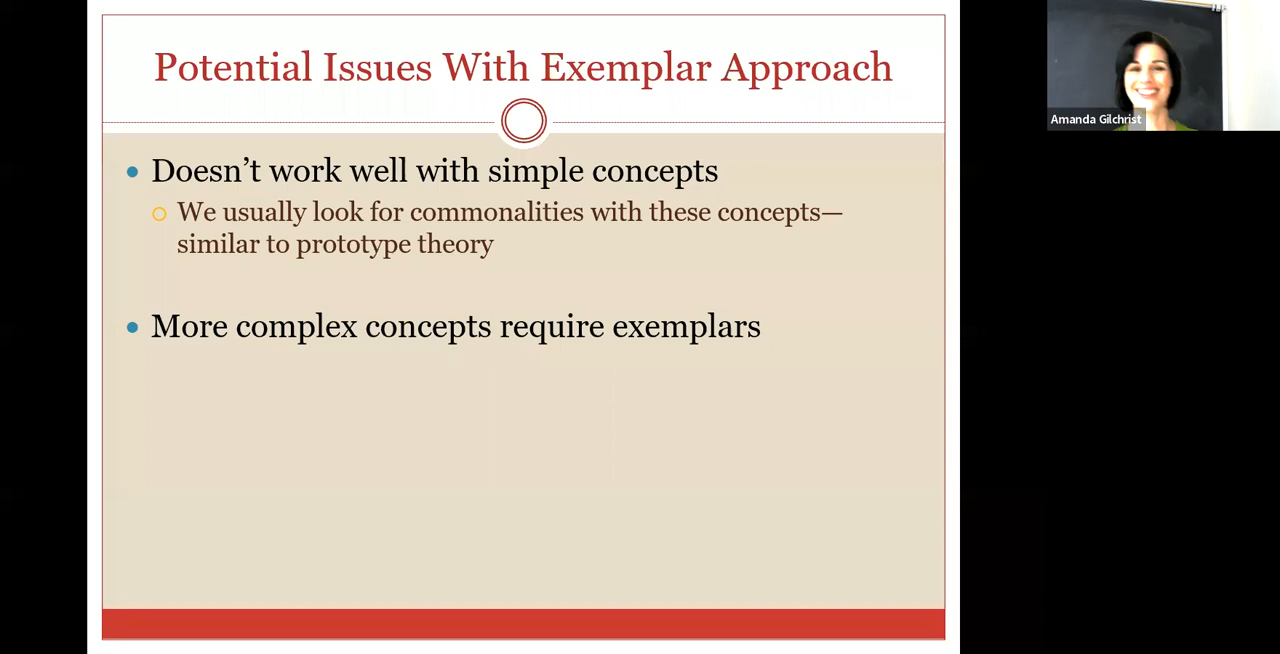 Potential Issues With Exemplar Approach
Amanda Gilchrist
Doesn’t work well with simple concepts
We usually look for commonalities with these concepts—
similar to prototype theory
More complex concepts require exemplars